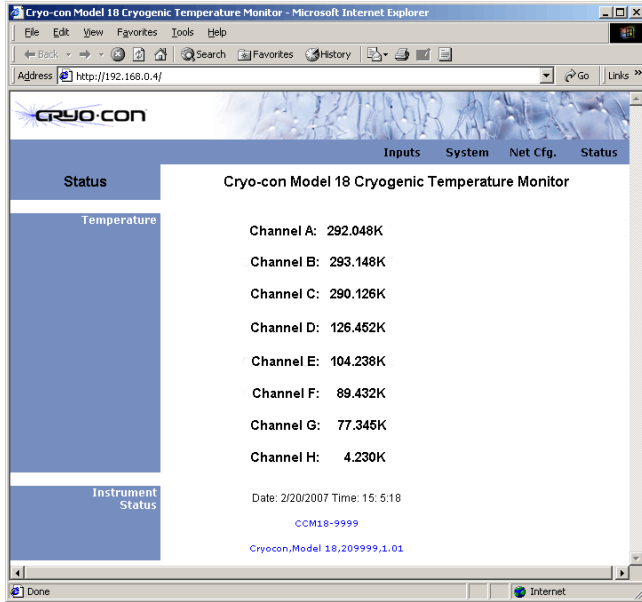 Cryo-con Model 18 Cryogenic Temperature Monitor - Microsoft Internet Explorer
File Edit View Favorites Tools Help
Back Search Favorites History
Address http://192.168.0.4/ Go Links »
CRYO·CON
Inputs System Net Cfg. Status
Status
Cryo-con Model 18 Cryogenic Temperature Monitor
Temperature
Channel A: 292.048K
Channel B: 293.148K
Channel C: 290.126K
Channel D: 126.452K
Channel E: 104.238K
Channel F: 89.432K
Channel G: 77.345K
Channel H: 4.230K
Instrument
Status
Date: 2/20/2007 Time: 15: 5:18
CCM18-9999
Cryocon,Model 18,209999,1.01
Done Internet